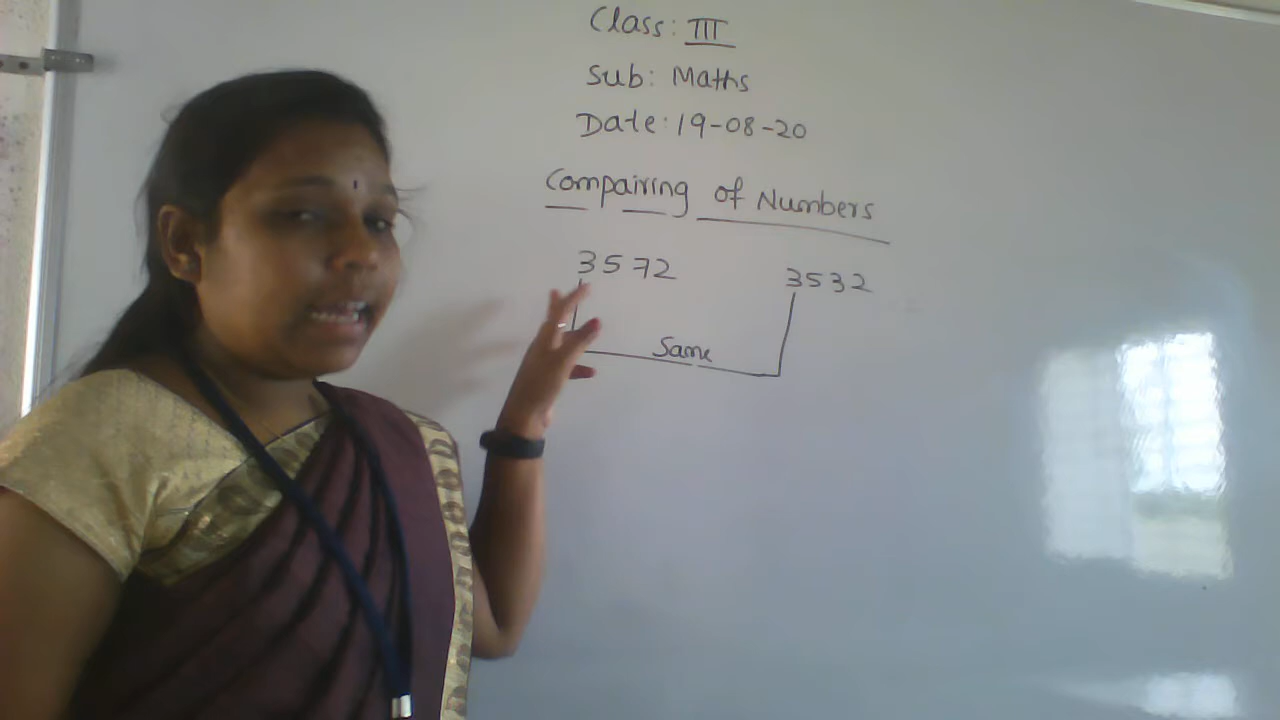 Class: III
Sub: Maths
Date: 19-08-20
Compairing of Numbers
3572 3532
Same